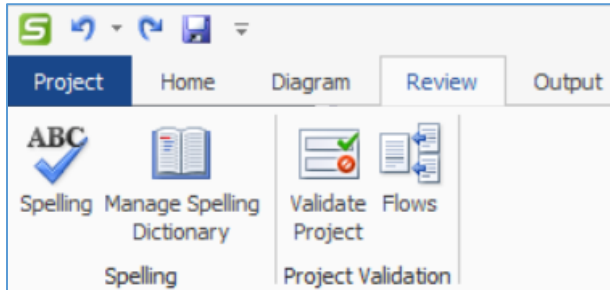 S
Project Home Diagram Review Output
ABC
Spelling Manage Spelling Dictionary Validate Project Flows
Spelling Project Validation